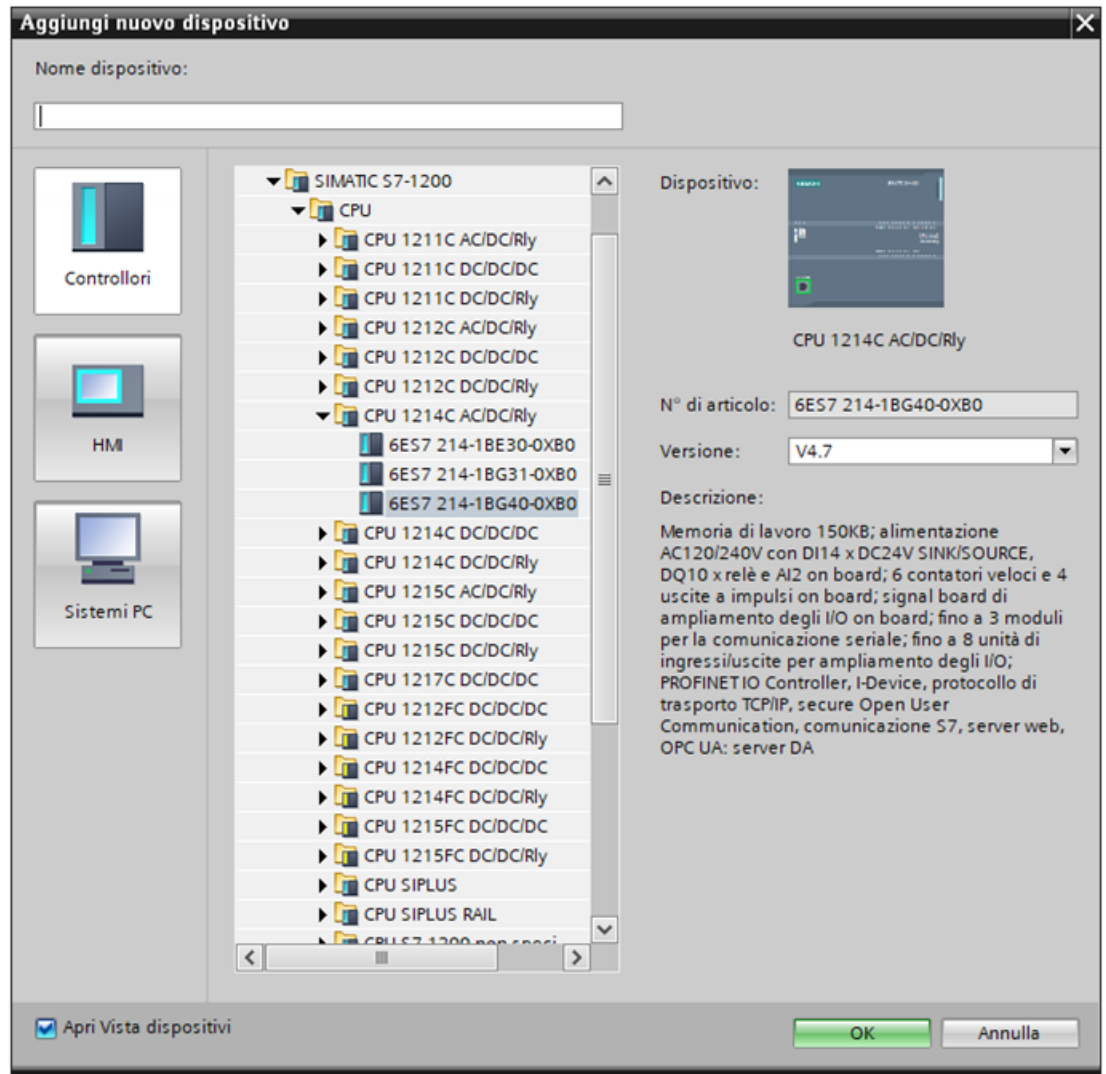 Aggiungi nuovo dispositivo
Nome dispositivo:
Controllori
HMI
Sistemi PC
SIMATIC S7-1200
CPU
CPU 1211C AC/DC/Rly
CPU 1211C DC/DC/DC
CPU 1211C DC/DC/Rly
CPU 1212C AC/DC/Rly
CPU 1212C DC/DC/DC
CPU 1212C DC/DC/Rly
CPU 1214C AC/DC/Rly
6ES7 214-1BE30-0XB0
6ES7 214-1BG31-0XB0
6ES7 214-1BG40-0XB0
CPU 1214C DC/DC/DC
CPU 1214C DC/DC/Rly
CPU 1215C AC/DC/Rly
CPU 1215C DC/DC/DC
CPU 1215C DC/DC/Rly
CPU 1217C DC/DC/DC
CPU 1212FC DC/DC/DC
CPU 1212FC DC/DC/Rly
CPU 1214FC DC/DC/DC
CPU 1214FC DC/DC/Rly
CPU 1215FC DC/DC/DC
CPU 1215FC DC/DC/Rly
CPU SIPLUS
CPU SIPLUS RAIL
CPU S7-1200 non speci
Dispositivo:
SIEMENS
CPU 1214C AC/DC/Rly
N° di articolo: 6ES7 214-1BG40-0XB0
Versione: V4.7
Descrizione:
Memoria di lavoro 150KB; alimentazione
AC120/240V con DI14 x DC24V SINK/SOURCE,
DQ10 x relè e AI2 on board; 6 contatori veloci e 4
uscite a impulsi on board; signal board di
ampliamento degli I/O on board; fino a 3 moduli
per la comunicazione seriale; fino a 8 unità di
ingressi/uscite per ampliamento degli I/O;
PROFINET IO Controller, I-Device, protocollo di
trasporto TCP/IP, secure Open User
Communication, comunicazione S7, server web,
OPC UA: server DA
Apri Vista dispositivi
OK
Annulla